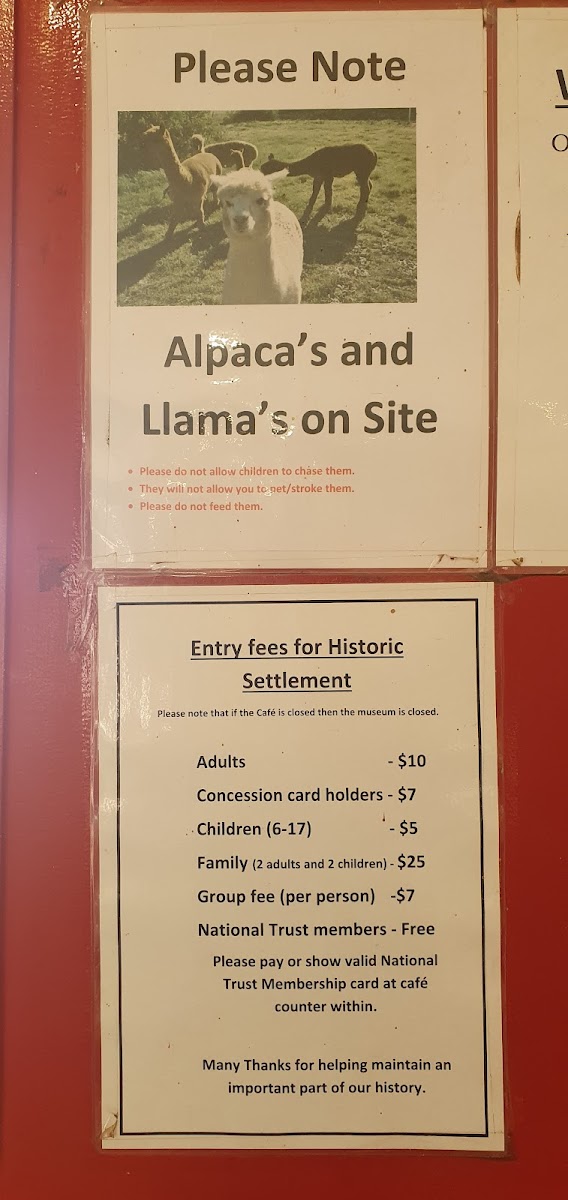 Please Note
Alpaca's and
Llama's on Site
• Please do not allow children to chase them.
• They will not allow you to pet/stroke them.
• Please do not feed them.
Entry fees for Historic
Settlement
Please note that if the Café is closed then the museum is closed.
Adults - $10
Concession card holders - $7
Children (6-17) - $5
Family (2 adults and 2 children) - $25
Group fee (per person) -$7
National Trust members - Free
Please pay or show valid National
Trust Membership card at café
counter within.
Many Thanks for helping maintain an
important part of our history.